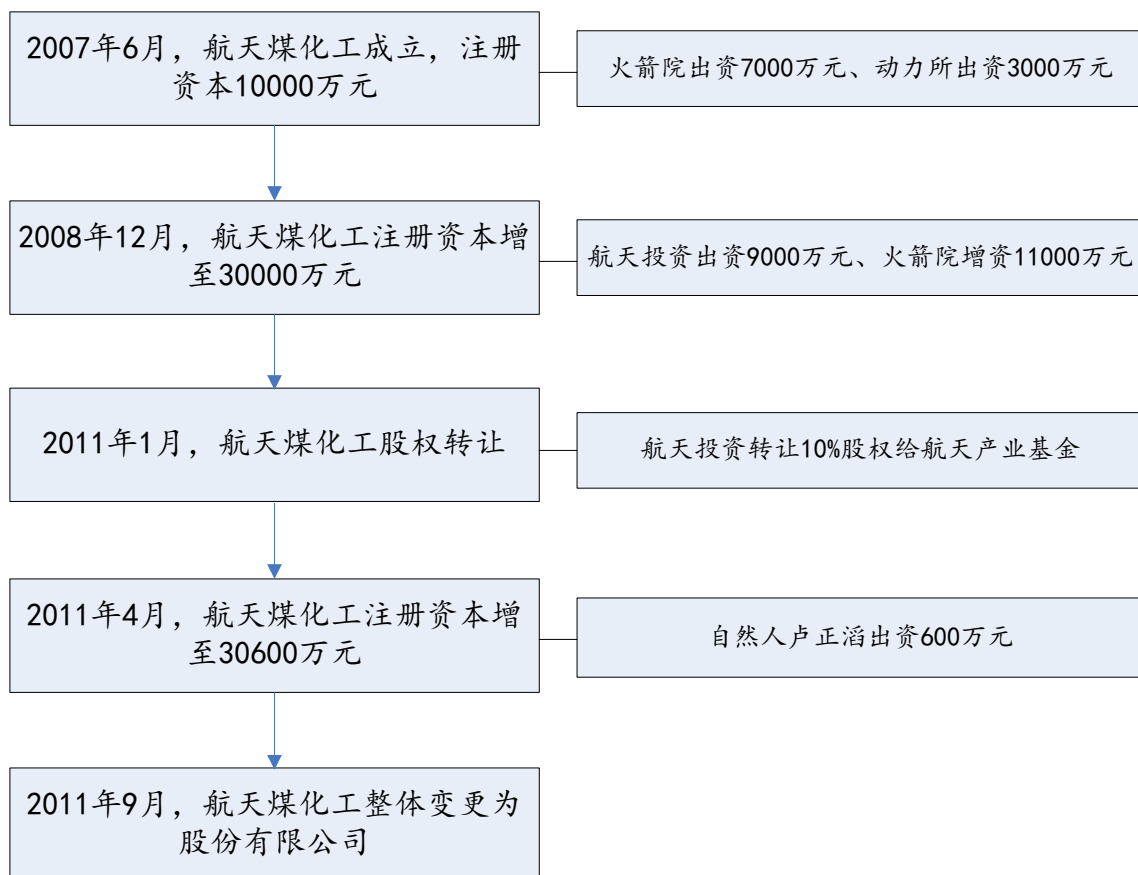 2007年6月，航天煤化工成立，注册
资本10000万元
火箭院出资7000万元、动力所出资3000万元
2008年12月，航天煤化工注册资本增
至30000万元
航天投资出资9000万元、火箭院增资11000万元
2011年1月，航天煤化工股权转让
航天投资转让10%股权给航天产业基金
2011年4月，航天煤化工注册资本增
至30600万元
自然人卢正滔出资600万元
2011年9月，航天煤化工整体变更为
股份有限公司